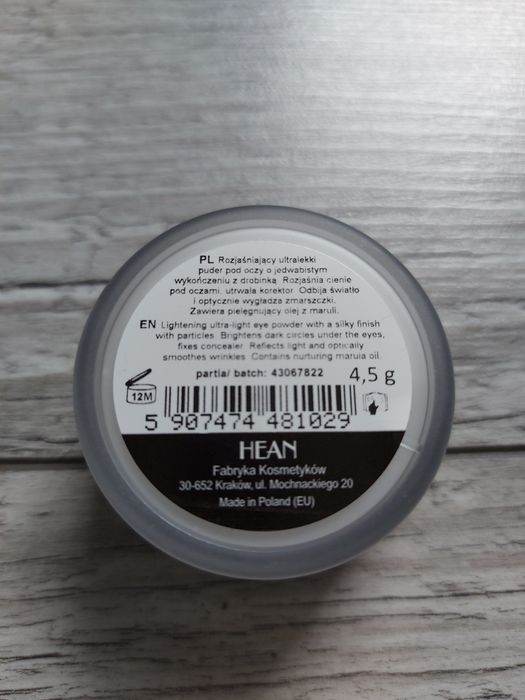 PL Rozjaśniający ultralekki
puder pod oczy o jedwabistym
wykończeniu z drobinką. Rozjaśnia cienie
pod oczami, utrwala korektor. Odbija światło
i optycznie wygładza zmarszczki.
Zawiera pielęgnujący olej z maruli.
EN Lightening ultra-light eye powder with a silky finish
with particles. Brightens dark circles under the eyes,
fixes concealer. Reflects light and optically
smoothes wrinkles. Contains nurturing marula oil.
partia/ batch: 43067822
4,5 g
12M
5 907474 481029
HEAN
Fabryka Kosmetyków
30-652 Kraków, ul. Mochnackiego 20
Made in Poland (EU)